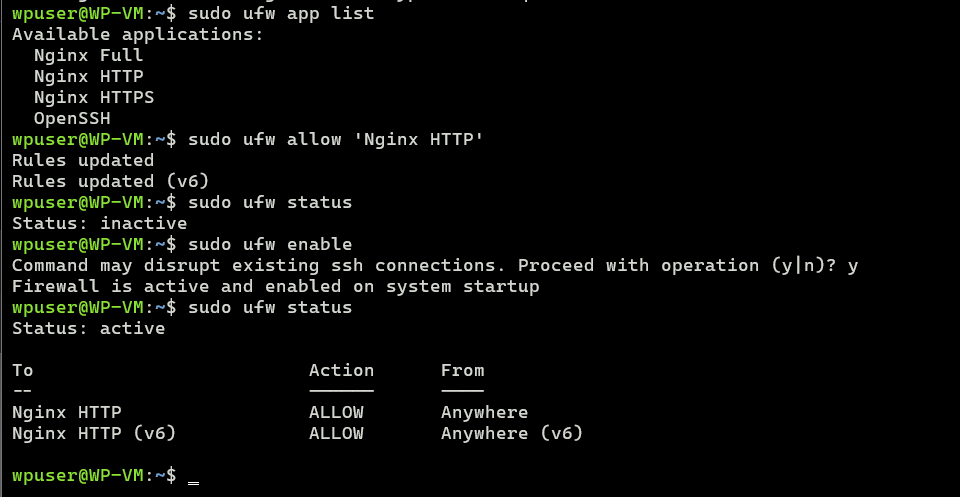 wpuser@WP-VM:~$ sudo ufw app list
Available applications:
  Nginx Full
  Nginx HTTP
  Nginx HTTPS
  OpenSSH
wpuser@WP-VM:~$ sudo ufw allow 'Nginx HTTP'
Rules updated
Rules updated (v6)
wpuser@WP-VM:~$ sudo ufw status
Status: inactive
wpuser@WP-VM:~$ sudo ufw enable
Command may disrupt existing ssh connections. Proceed with operation (y|n)? y
Firewall is active and enabled on system startup
wpuser@WP-VM:~$ sudo ufw status
Status: active

To                         Action      From
--                         ------      ----
Nginx HTTP                 ALLOW       Anywhere
Nginx HTTP (v6)            ALLOW       Anywhere (v6)

wpuser@WP-VM:~$ _